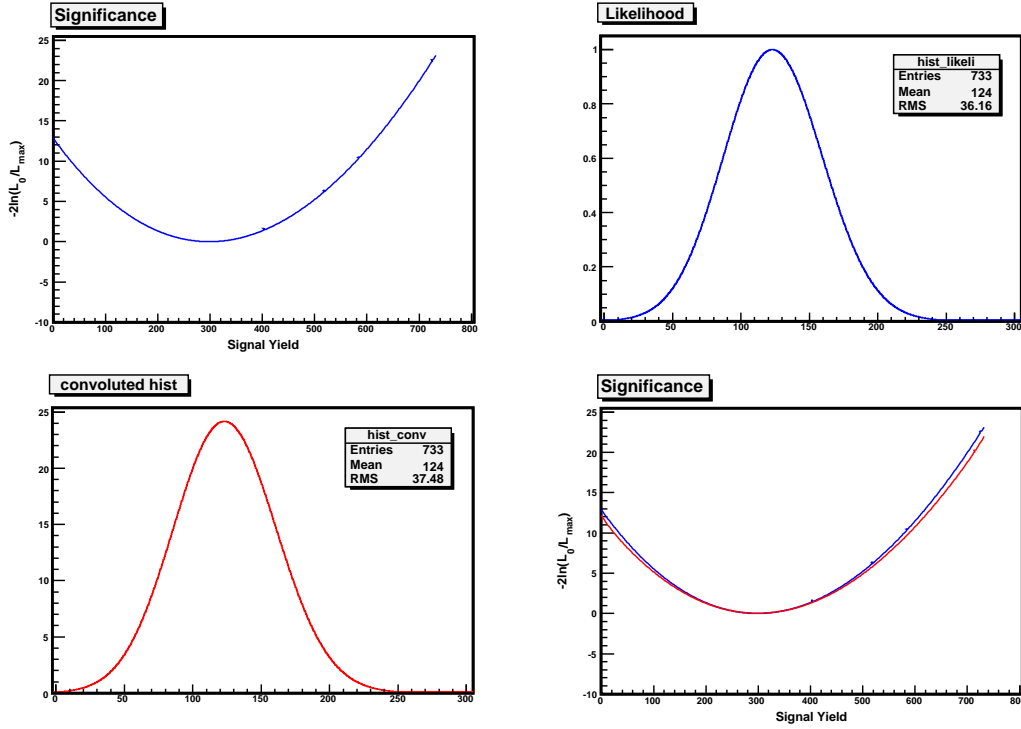 Significance
25
20
15
10
5
0
-5
-10
-2ln(L0/Lmax)
0 100 200 300 400 500 600 700 800
Signal Yield
Likelihood
1
0.8
0.6
0.4
0.2
0
hist_likeli
Entries 733
Mean 124
RMS 36.16
0 50 100 150 200 250 300
convoluted hist
25
20
15
10
5
0
hist_conv
Entries 733
Mean 124
RMS 37.48
0 50 100 150 200 250 300
Significance
25
20
15
10
5
0
-5
-10
-2ln(L0/Lmax)
0 100 200 300 400 500 600 700 800
Signal Yield